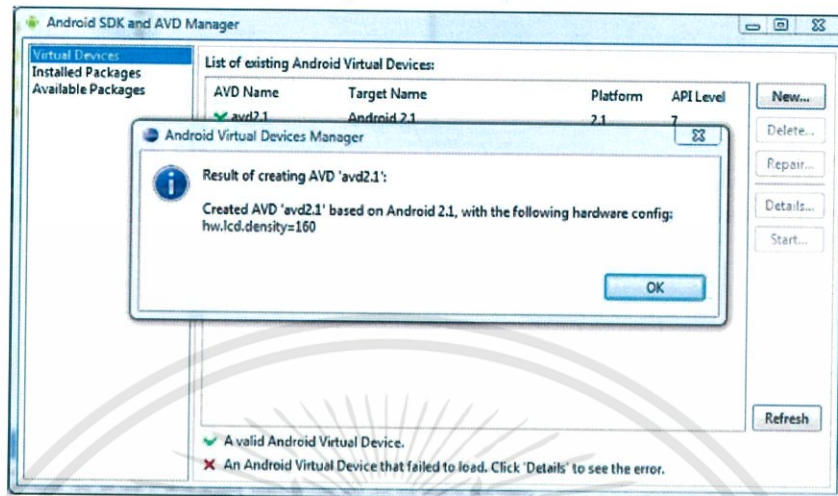 Android SDK and AVD Manager
Virtual Devices
Installed Packages
Available Packages
List of existing Android Virtual Devices:
AVD Name Target Name Platform API Level
avd2.1 Android 2.1 2.1 7
New...
Delete...
Repair...
Details...
Start...
Refresh
Android Virtual Devices Manager
Result of creating AVD 'avd2.1':
Created AVD 'avd2.1' based on Android 2.1, with the following hardware config:
hw.lcd.density=160
OK
A valid Android Virtual Device.
An Android Virtual Device that failed to load. Click 'Details' to see the error.